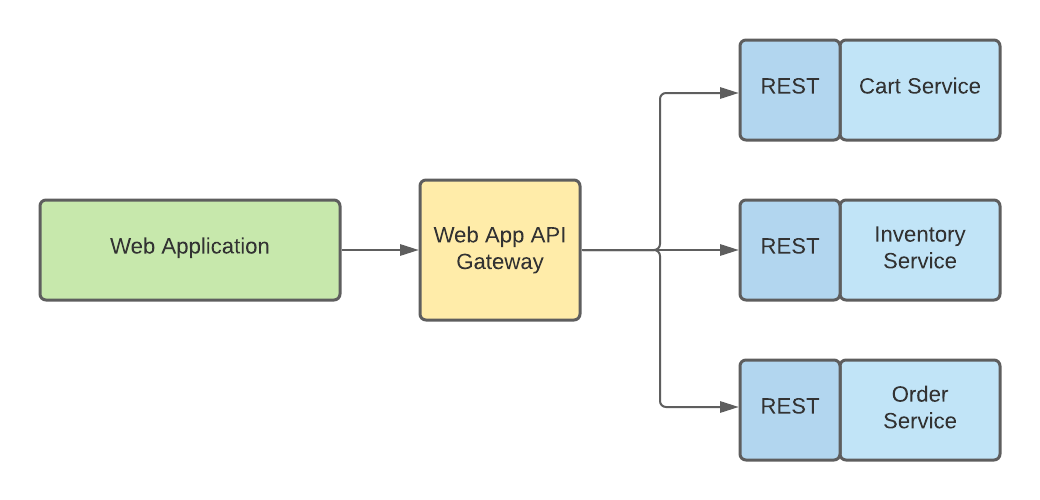 Web Application
Web App API
Gateway
REST
Cart Service
REST
Inventory
Service
REST
Order
Service